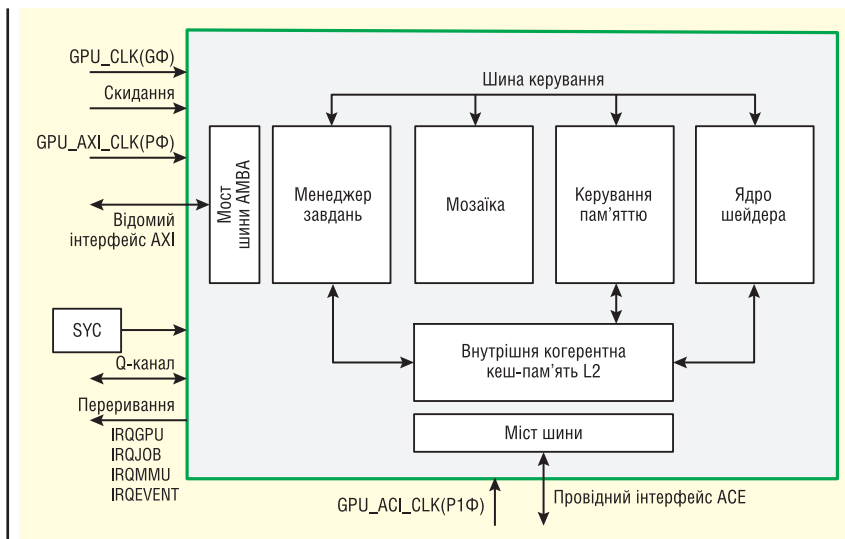 GPU_CLK(GФ)
Скидання
GPU_AXI_CLK(PФ)
Відомий
інтерфейс AXI
SYC
Q-канал
Переривання
IRQGPU
IRQJOB
IRQMMU
IRQEVENT
Шина керування
Мост
шини AMBA
Менеджер
завдань
Мозаїка
Керування
пам’яттю
Ядро
шейдера
Внутрішня когерентна
кеш-пам’ять L2
Міст шини
GPU_ACI_CLK(P1Ф)
Провідний інтерфейс ACE